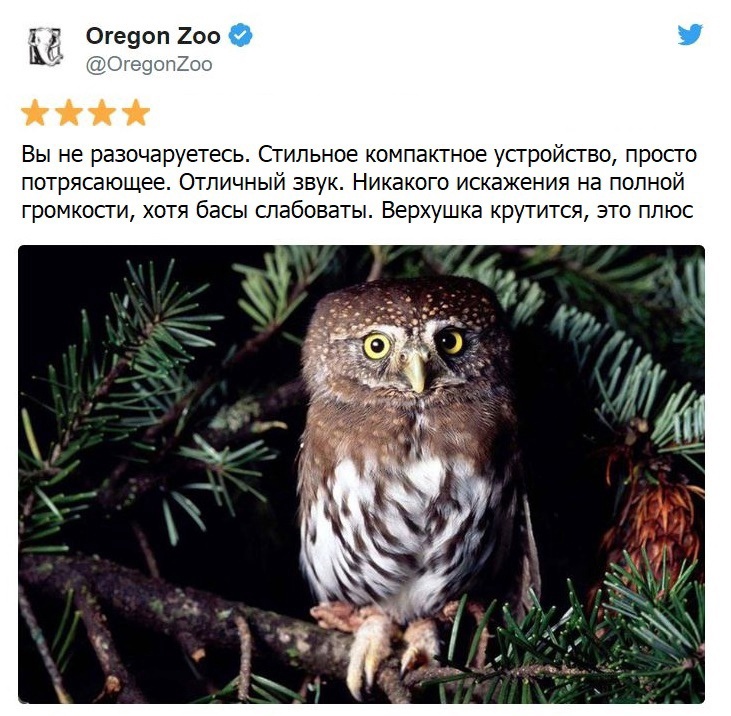 Oregon Zoo
@OregonZoo
Вы не разочаруетесь. Стильное компактное устройство, просто
потрясающее. Отличный звук. Никакого искажения на полной
громкости, хотя басы слабоваты. Верхушка крутится, это плюс